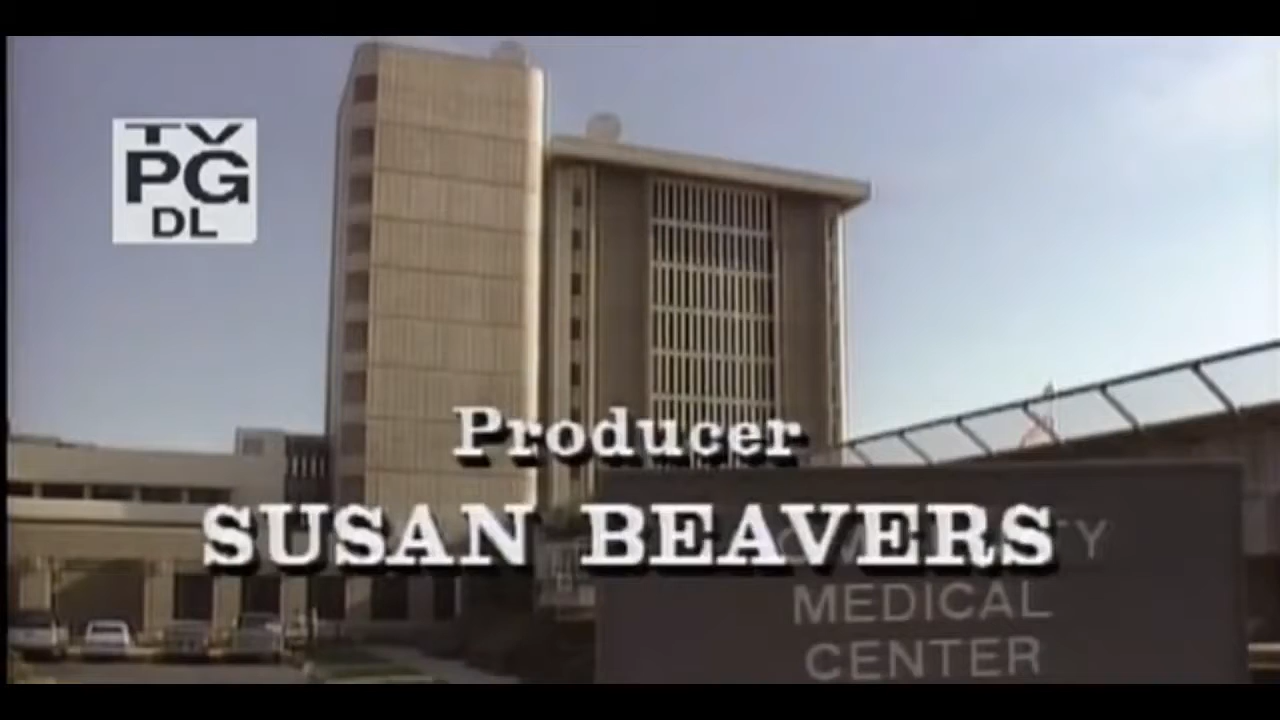 TV
PG
DL
Producer
SUSAN BEAVERS
MEDICAL
CENTER